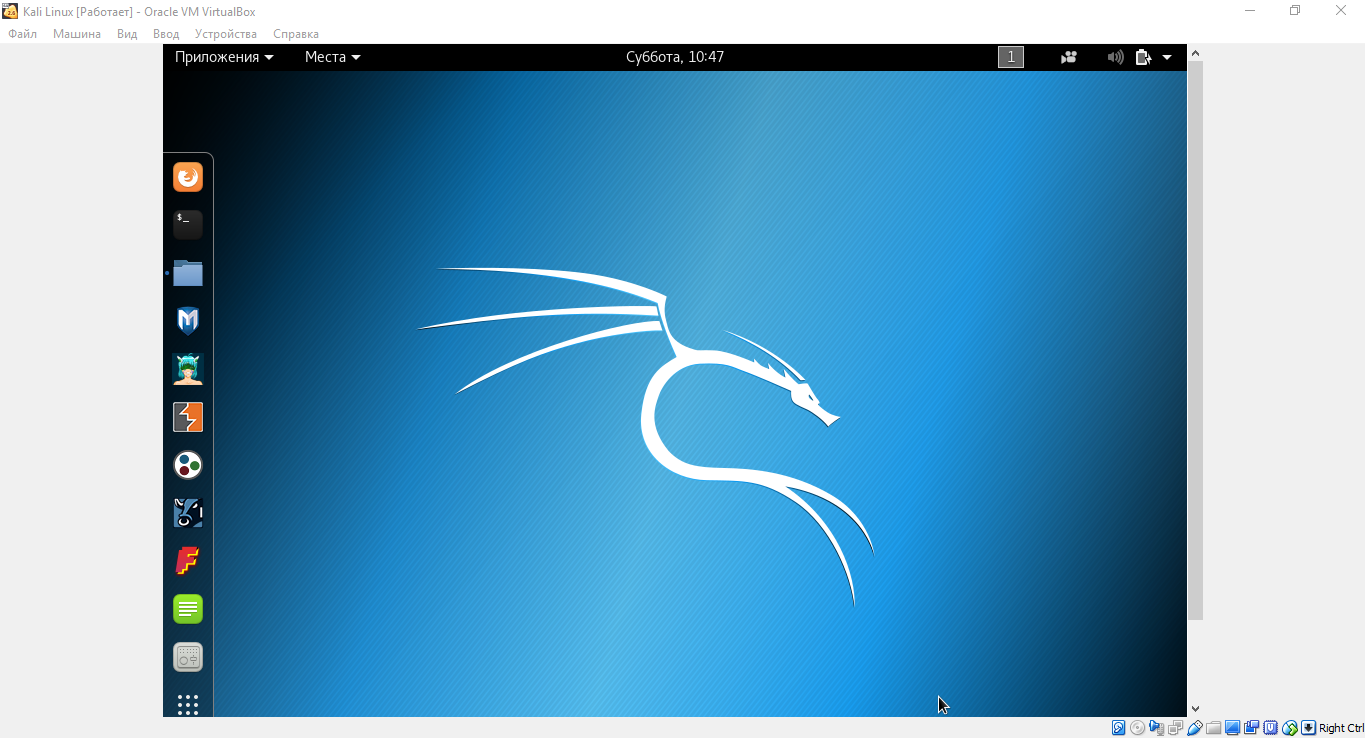 Kali Linux [Работает] - Oracle VM VirtualBox
Файл Машина Вид Ввод Устройства Справка
Приложения Места Суббота, 10:47 1
$_
Right Ctrl